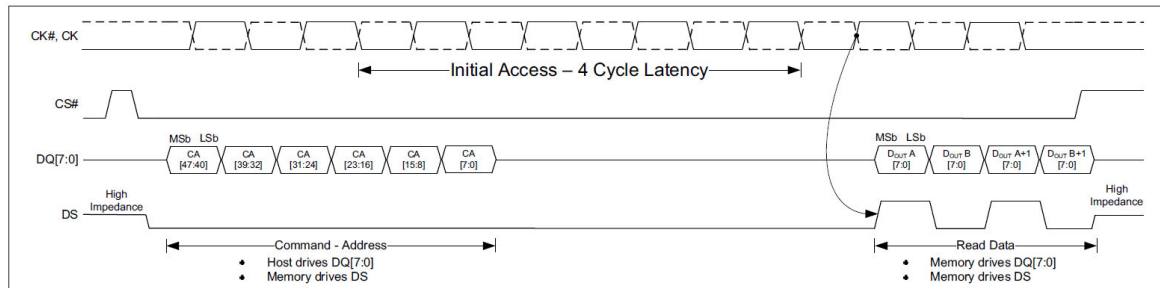 CK#, CK
Initial Access – 4 Cycle Latency
CS#
MSb LSb
MSb LSb
DQ[7:0]
CA [47:40]
CA [39:32]
CA [31:24]
CA [23:16]
CA [15:8]
CA [7:0]
DOUT A [7:0]
DOUT B [7:0]
DOUT A+1 [7:0]
DOUT B+1 [7:0]
High
Impedance
High
Impedance
DS
Command - Address
• Host drives DQ[7:0]
• Memory drives DS
Read Data
• Memory drives DQ[7:0]
• Memory drives DS